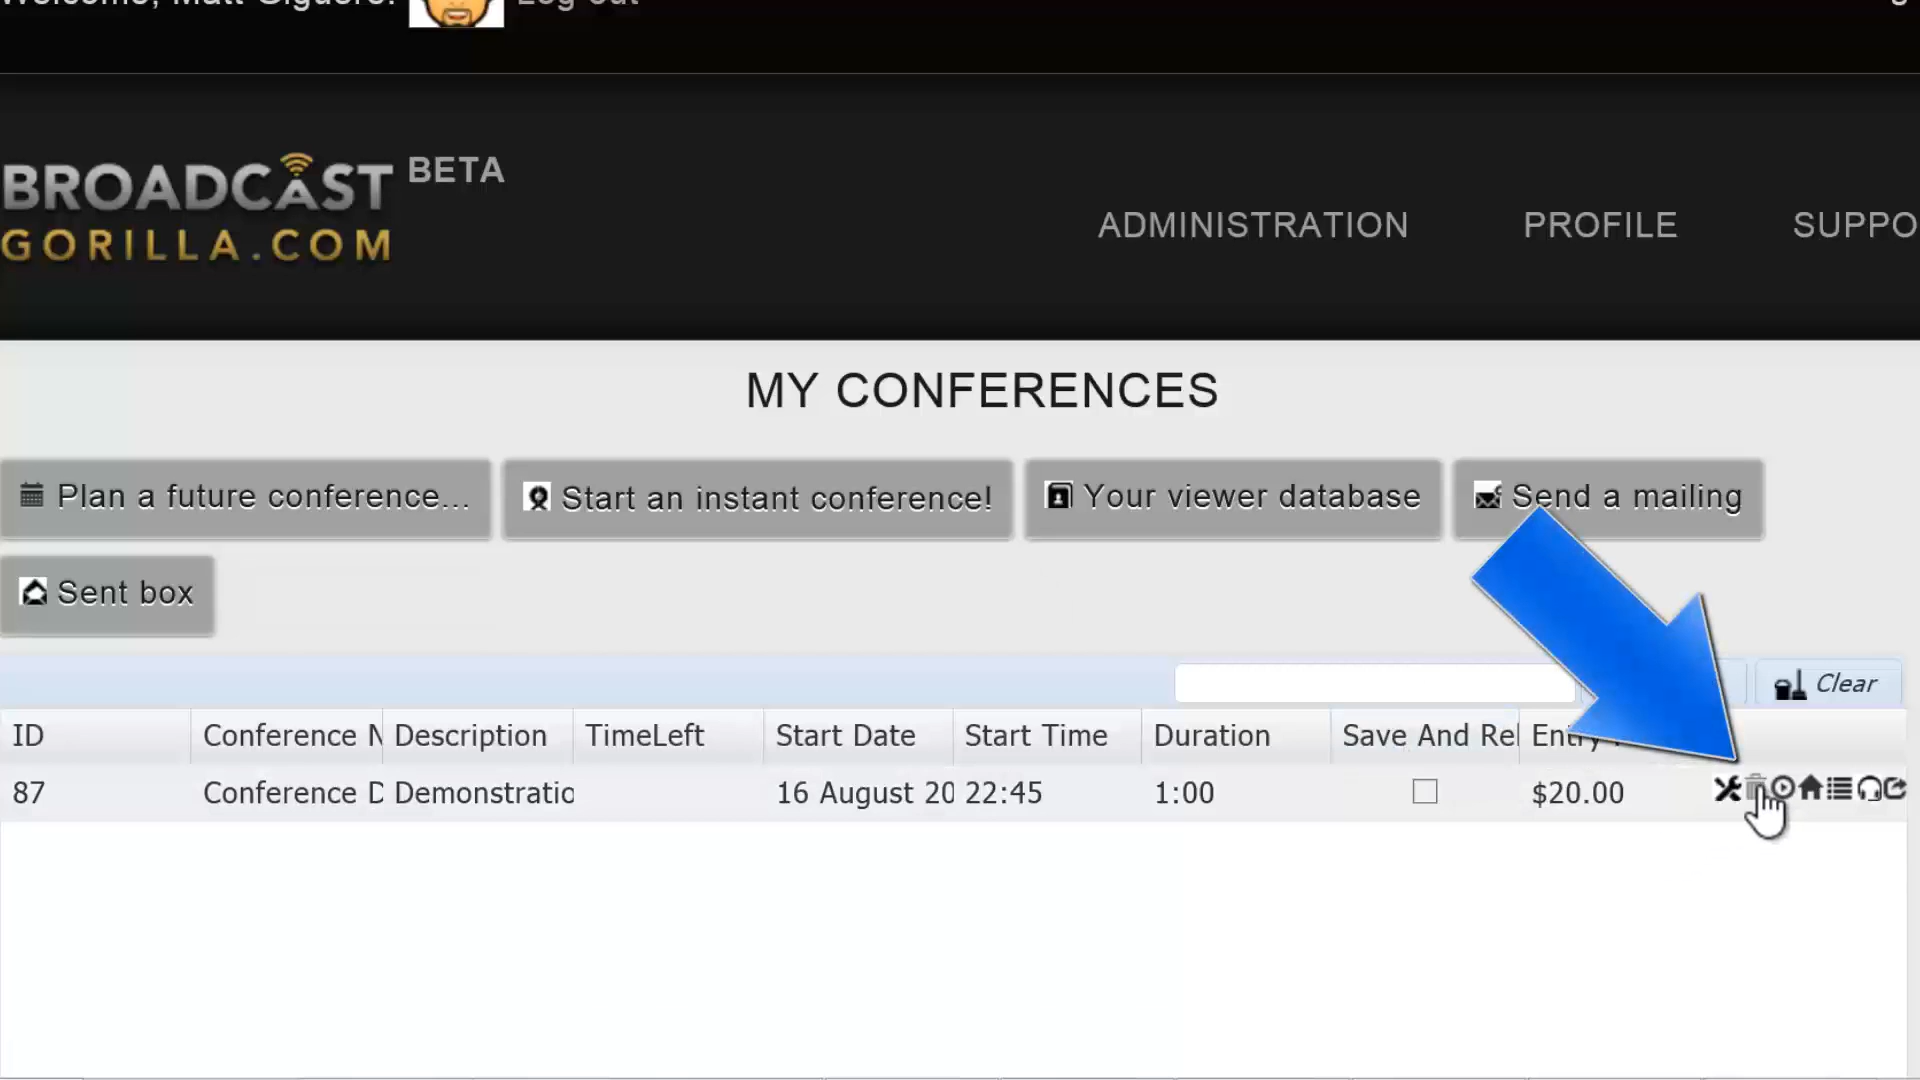 BROADCAST BETA
GORILLA.COM
ADMINISTRATION PROFILE SUPPO
MY CONFERENCES
Plan a future conference... Start an instant conference! Your viewer database Send a mailing
Sent box
Clear
ID Conference N Description TimeLeft Start Date Start Time Duration Save And Rel Entry
87 Conference D Demonstratio 16 August 20 22:45 1:00 $20.00